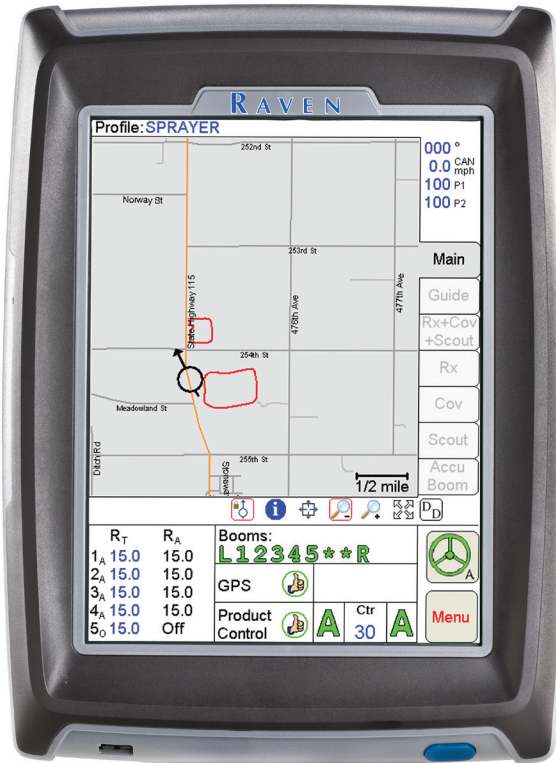 RAVEN
Profile:SPRAYER
252nd St
000 °
0.0 CAN mph
100 P1
100 P2
Norway St
253rd St
Main
State Highway 115
476th Ave
477th Ave
Guide
Rx+Cov
+Scout
254th St
Rx
Meadowland St
Cov
Ditch Rd
Scout
255th St
Stonewa
Accu
Boom
1/2 mile
i
DD
RT RA
1A 15.0 15.0
2A 15.0 15.0
3A 15.0 15.0
4A 15.0 15.0
5O 15.0 Off
Booms:
L12345**R
GPS
Product
Control
A
Ctr
30
A
A
Menu